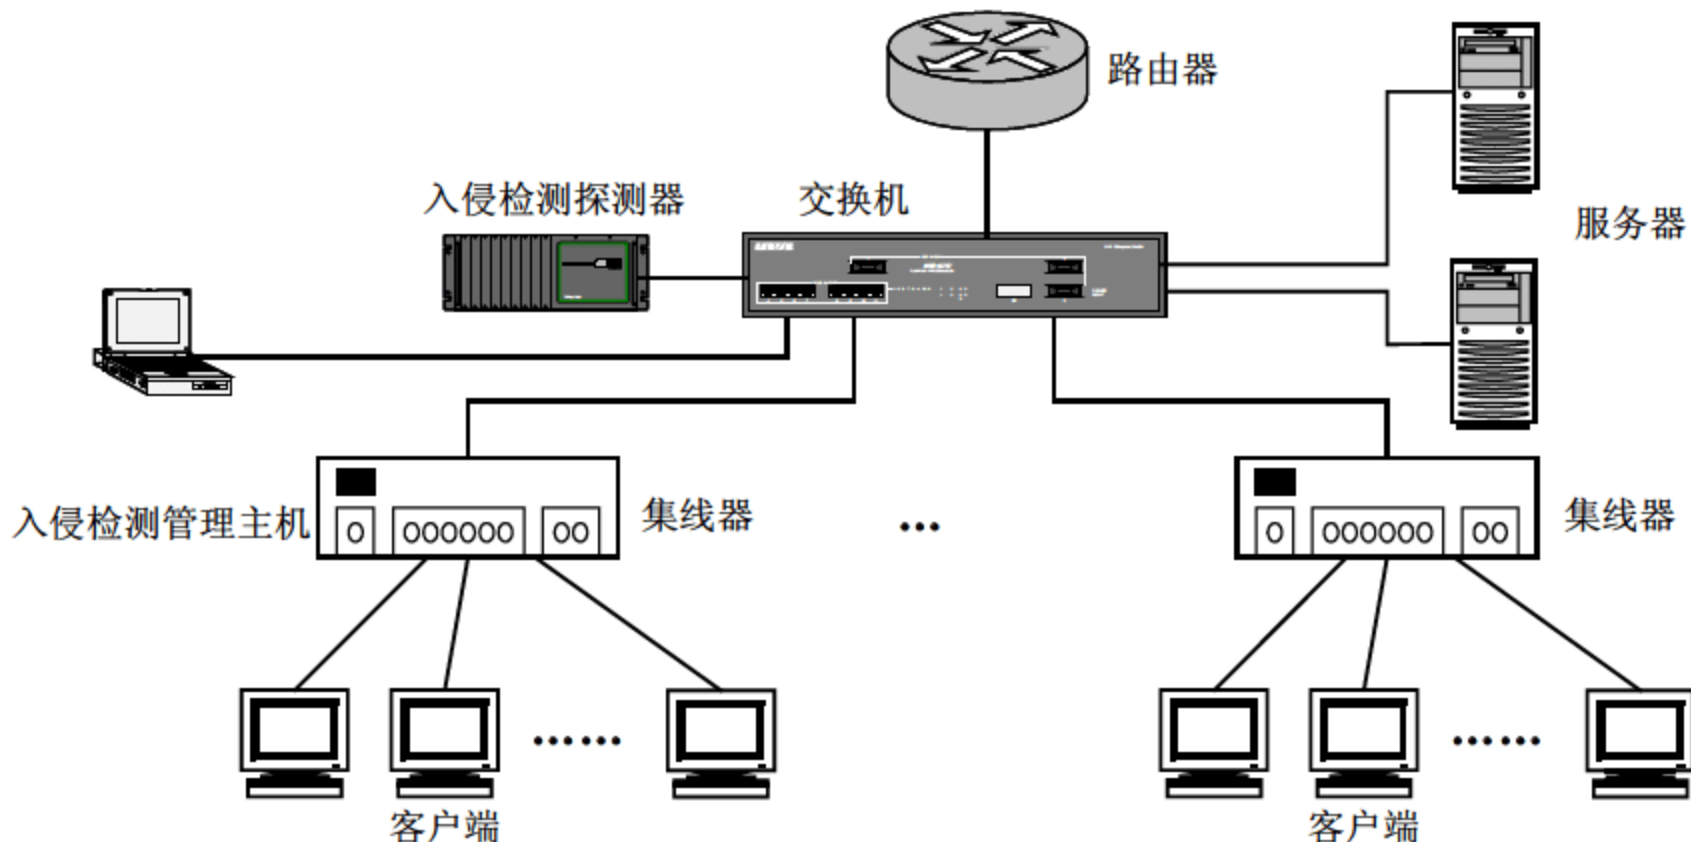 路由器
入侵检测探测器
交换机
服务器
入侵检测管理主机
集线器
...
集线器
......
......
客户端
客户端